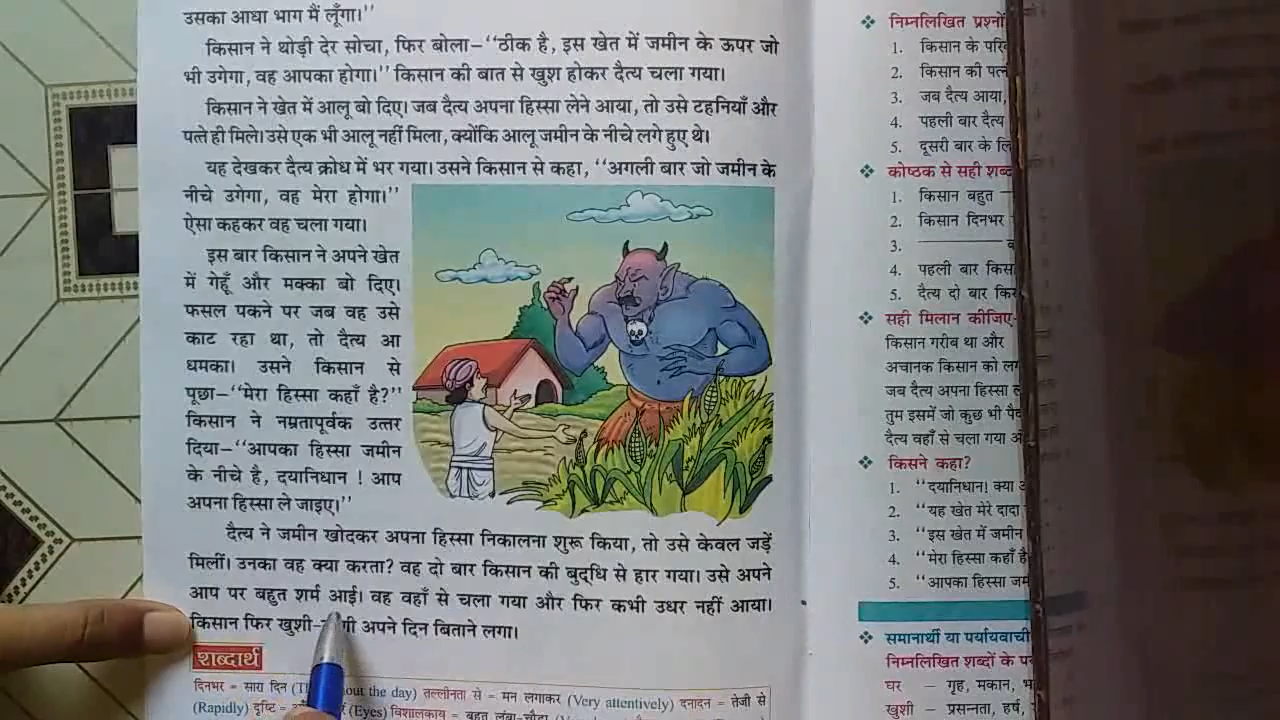 उसका आधा भाग मैं लूँगा।"
किसान ने थोड़ी देर सोचा, फिर बोला–"ठीक है, इस खेत में जमीन के ऊपर जो
भी उगेगा, वह आपका होगा।" किसान की बात से खुश होकर दैत्य चला गया।
किसान ने खेत में आलू बो दिए। जब दैत्य अपना हिस्सा लेने आया, तो उसे टहनियाँ और
पत्ते ही मिले। उसे एक भी आलू नहीं मिला, क्योंकि आलू जमीन के नीचे लगे हुए थे।
यह देखकर दैत्य क्रोध में भर गया। उसने किसान से कहा, "अगली बार जो जमीन के
नीचे उगेगा, वह मेरा होगा।"
ऐसा कहकर वह चला गया।
इस बार किसान ने अपने खेत
में गेहूँ और मक्का बो दिए।
फसल पकने पर जब वह उसे
काट रहा था, तो दैत्य आ
धमका। उसने किसान से
पूछा–"मेरा हिस्सा कहाँ है?"
किसान ने नम्रतापूर्वक उत्तर
दिया–"आपका हिस्सा जमीन
के नीचे है, दयानिधान ! आप
अपना हिस्सा ले जाइए।"
दैत्य ने जमीन खोदकर अपना हिस्सा निकालना शुरू किया, तो उसे केवल जड़ें
मिलीं। उनका वह क्या करता? वह दो बार किसान की बुद्धि से हार गया। उसे अपने
आप पर बहुत शर्म आई। वह वहाँ से चला गया और फिर कभी उधर नहीं आया।
किसान फिर खुशी- अपने दिन बिताने लगा।
शब्दार्थ
दिनभर = सारा दिन ( the day) तल्लीनता से = मन लगाकर (Very attentively) दनादन = तेजी से
(Rapidly) दृष्टि = (Eyes) विशालकाय = बहुत लंबा-चौड़ा
❖ निम्नलिखित प्रश्नों
1. किसान के
2. किसान की
3. जब दैत्य आया,
4. पहली बार दैत्य
5. दूसरी बार के
❖ कोष्ठक से सही
1. किसान बहुत
2. किसान दिनभर
3.
4. पहली बार
5. दैत्य दो बार
❖ सही मिलान कीजिए–
किसान गरीब था और
अचानक किसान को
जब दैत्य अपना हिस्सा
तुम इसमें जो कुछ भी
दैत्य वहाँ से चला गया
❖ किसने कहा?
1. "दयानिधान! क्या
2. "यह खेत मेरे दादा
3. "इस खेत में जमीन
4. "मेरा हिस्सा कहाँ
5. "आपका हिस्सा
❖ समानार्थी या पर्यायवाची
निम्नलिखित शब्दों के
घर – गृह, मकान,
खुशी – प्रसन्नता, हर्ष,